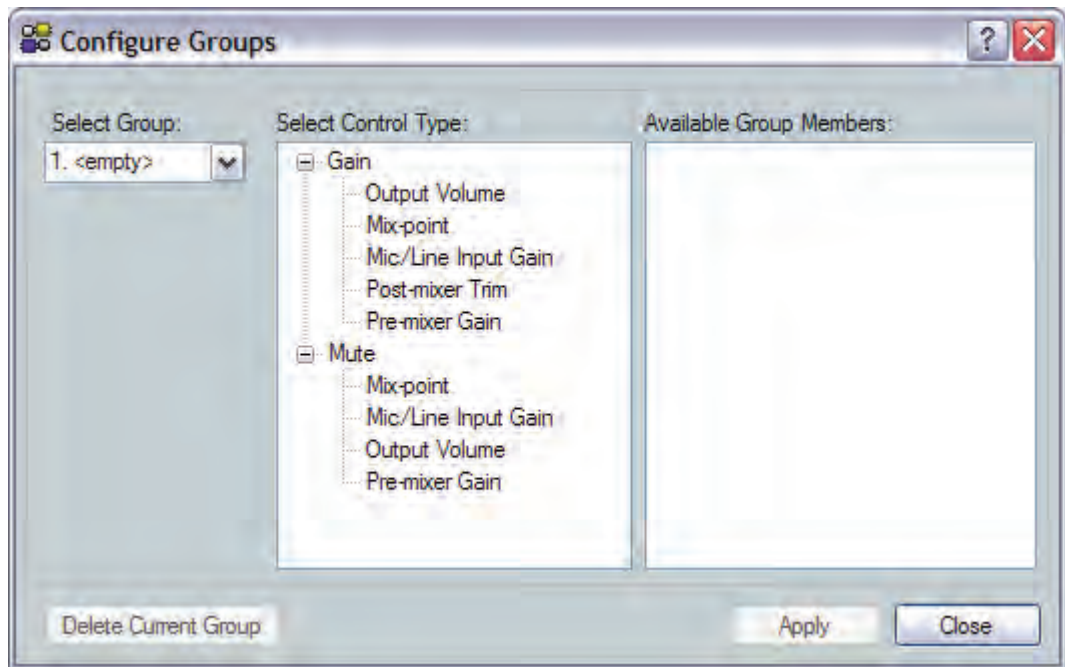 Configure Groups
Select Group:
1. <empty>
Select Control Type:
Gain
Output Volume
Mix-point
Mic/Line Input Gain
Post-mixer Trim
Pre-mixer Gain
Mute
Mix-point
Mic/Line Input Gain
Output Volume
Pre-mixer Gain
Available Group Members:
Delete Current Group
Apply
Close